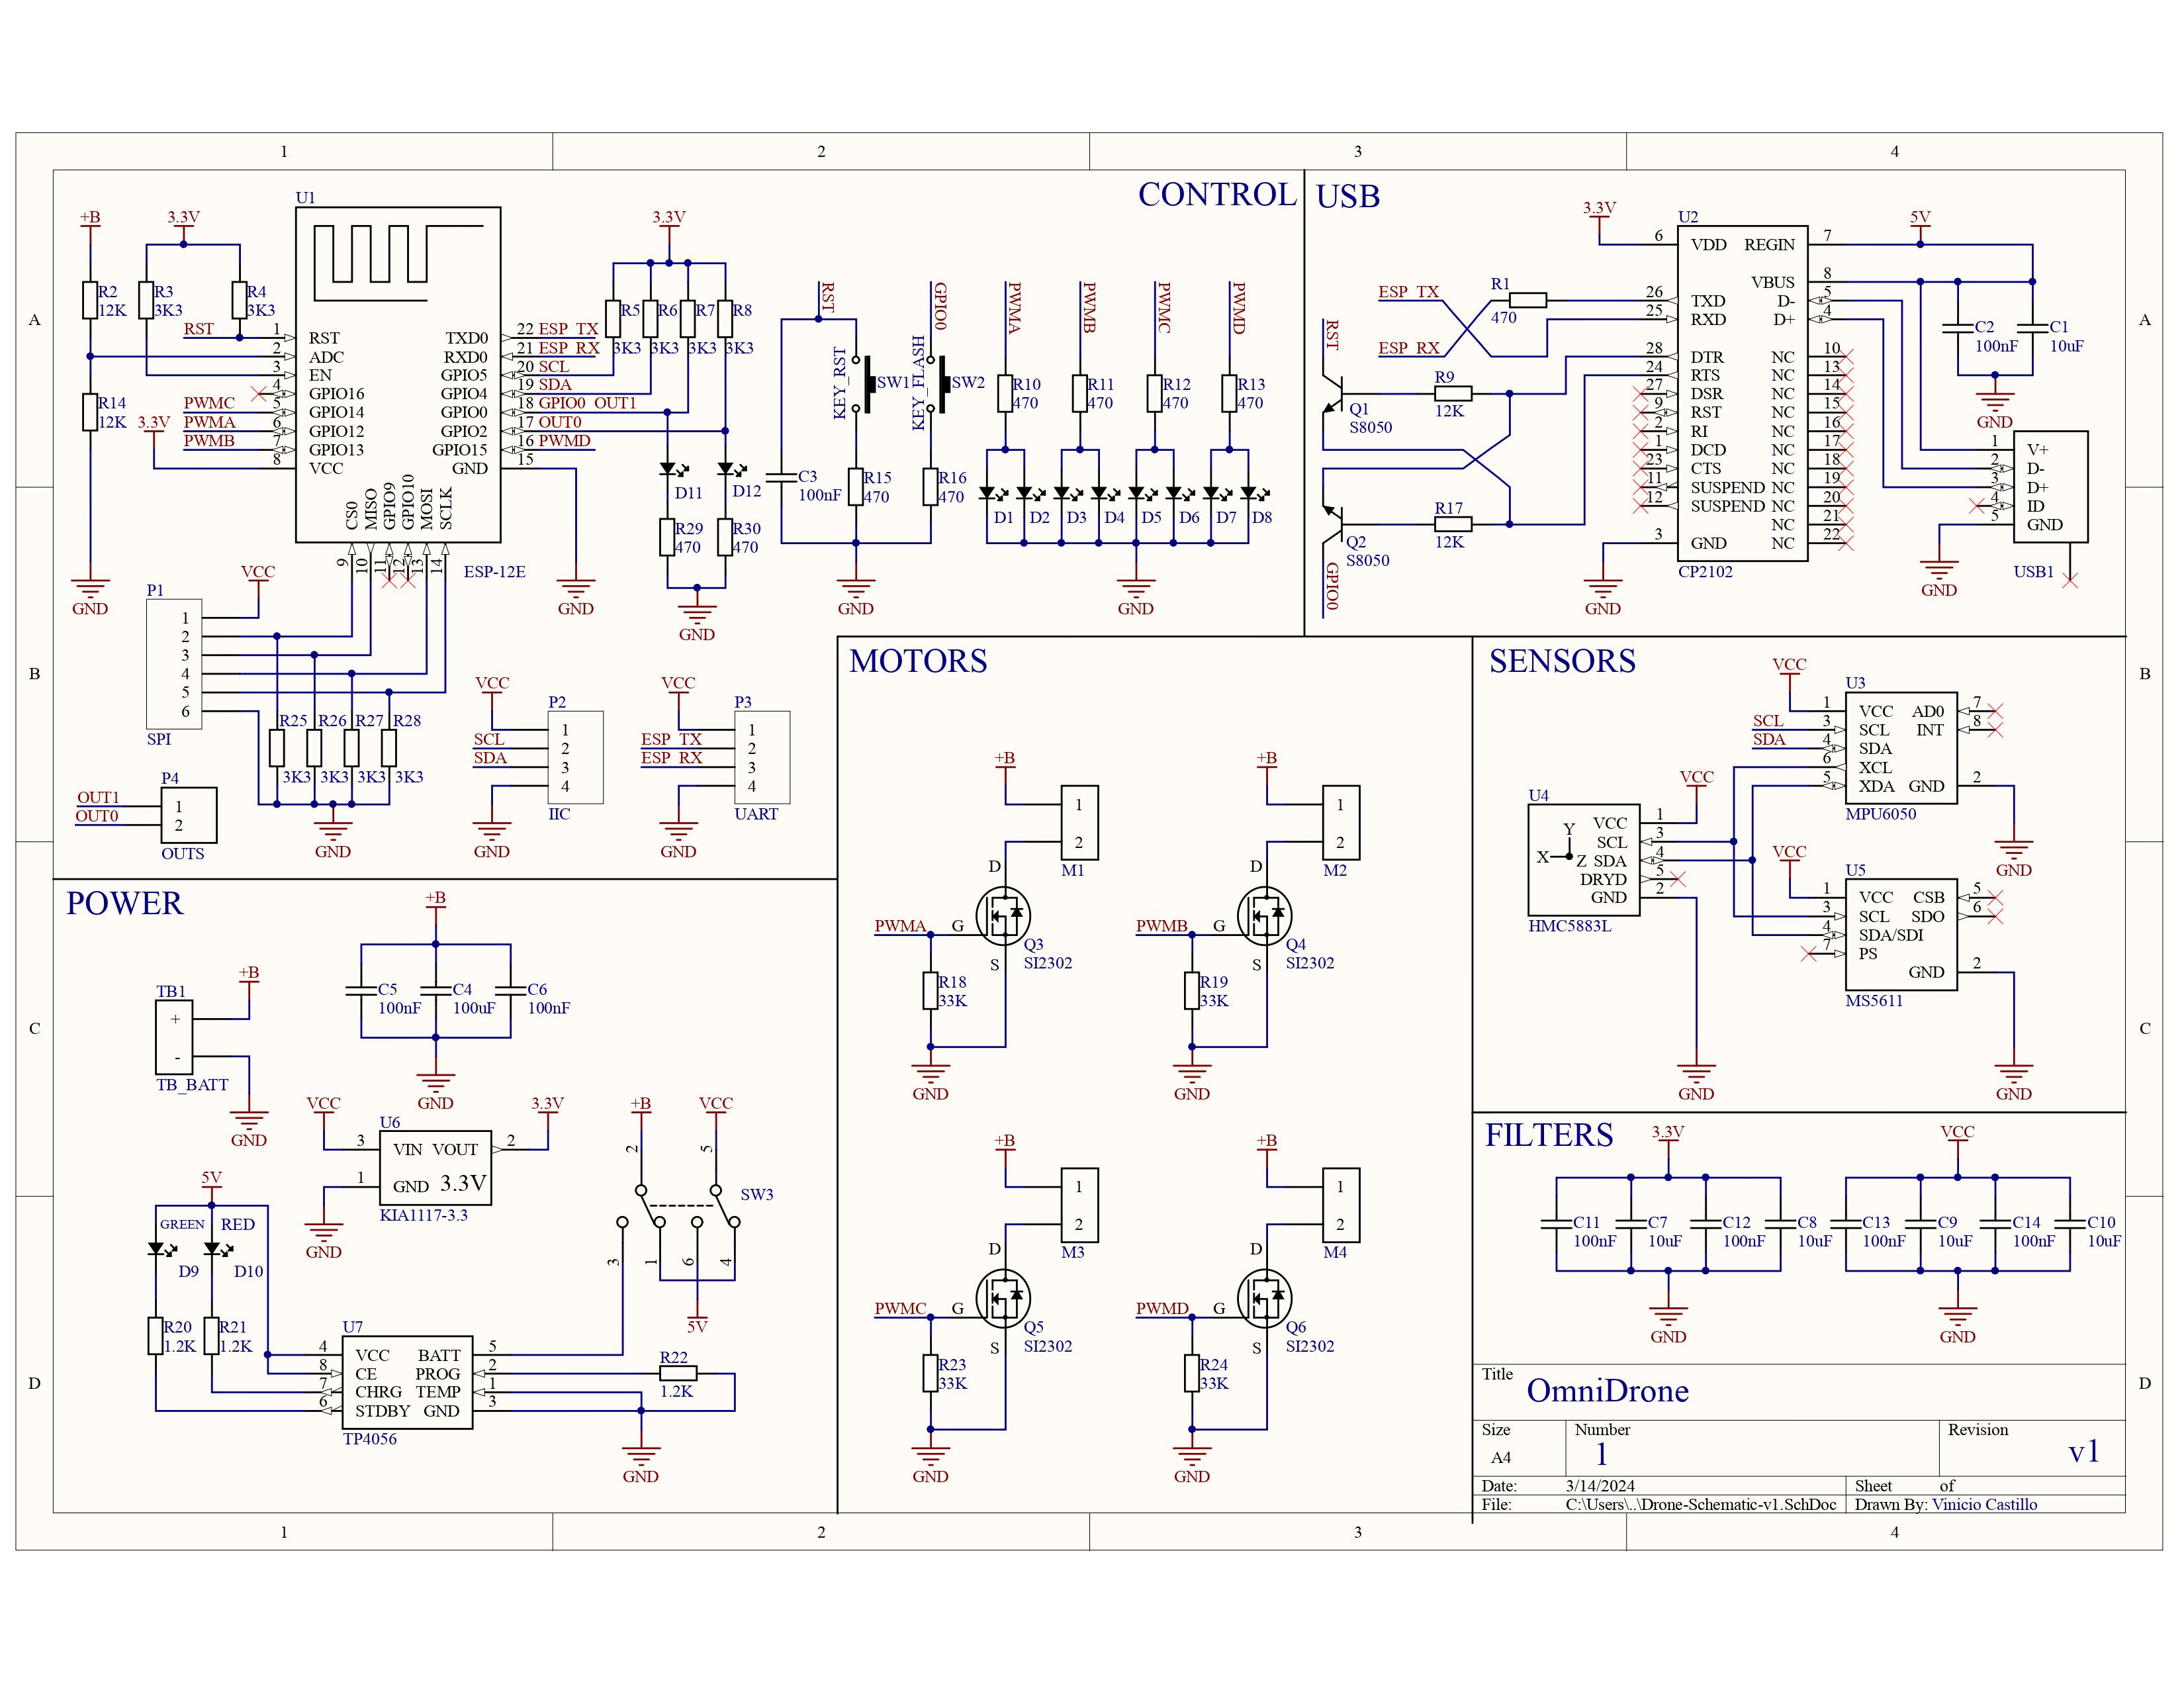 1 2 3 4
A
B
C
D
A
B
C
D
CONTROL
+B
3.3V
R2
12K
R3
3K3
R4
3K3
R14
12K
GND
RST
PWMC
PWMA
PWMB
3.3V
U1
1 RST
2 ADC
3 EN
4 GPIO16
5 GPIO14
6 GPIO12
7 GPIO13
8 VCC
TXD0 22 ESP_TX
RXD0 21 ESP_RX
GPIO5 20 SCL
GPIO4 19 SDA
GPIO0 18 GPIO0 OUT1
GPIO2 17 OUT0
GPIO15 16 PWMD
GND 15
CS0 MISO GPIO9 GPIO10 MOSI SCLK
9 10 11 12 13 14
ESP-12E
GND
3.3V
R5 R6 R7 R8
3K3 3K3 3K3 3K3
D11 D12
R29
470
R30
470
GND
RST
GPIO0
C3
100nF
KEY_RST
SW1
KEY_FLASH
SW2
R15
470
R16
470
GND
PWMA PWMB PWMC PWMD
R10
470
R11
470
R12
470
R13
470
D1 D2 D3 D4 D5 D6 D7 D8
GND
P1
VCC
1
2
3
4
5
6
SPI
R25 R26 R27 R28
3K3 3K3 3K3 3K3
GND
P4
OUT1 1
OUT0 2
OUTS
VCC
P2
1
SCL 2
SDA 3
4
IIC
GND
VCC
P3
1
ESP_TX 2
ESP_RX 3
4
UART
GND
USB
3.3V
ESP_TX
ESP_RX
R1
470
RST
Q1
S8050
R9
12K
Q2
S8050
R17
12K
GPIO0
U2
6 VDD
26 TXD
25 RXD
28 DTR
24 RTS
27 DSR
9 RST
2 RI
1 DCD
23 CTS
11 SUSPEND
12 SUSPEND
3 GND
REGIN 7
VBUS 8
D- 5
D+ 4
NC 10
NC 13
NC 14
NC 15
NC 16
NC 17
NC 18
NC 19
NC 20
NC 21
NC 22
CP2102
GND
5V
C2
100nF
C1
10uF
GND
1 V+
2 D-
3 D+
4 ID
5 GND
USB1
GND
MOTORS
+B
1
2
M1
D
PWMA G
S
Q3
SI2302
R18
33K
GND
+B
1
2
M2
D
PWMB G
S
Q4
SI2302
R19
33K
GND
+B
1
2
M3
D
PWMC G
S
Q5
SI2302
R23
33K
GND
+B
1
2
M4
D
PWMD G
S
Q6
SI2302
R24
33K
GND
SENSORS
VCC
U3
1 VCC
SCL 3 SCL
SDA 4 SDA
6 XCL
5 XDA
AD0 7
INT 8
GND 2
MPU6050
GND
VCC
U4
Y
X
Z
VCC 1
SCL 3
SDA 4
DRYD 5
GND 2
HMC5883L
GND
VCC
U5
1 VCC
3 SCL
4 SDA/SDI
7 PS
CSB 5
SDO 6
GND 2
MS5611
GND
POWER
TB1
+B
+
-
TB_BATT
GND
+B
C5
100nF
C4
100uF
C6
100nF
GND
VCC
3.3V
U6
3 VIN VOUT 2
1 GND 3.3V
KIA1117-3.3
GND
+B VCC
2 5
SW3
3 1 6 4
5V
5V
GREEN RED
D9 D10
R20
1.2K
R21
1.2K
U7
4 VCC
8 CE
7 CHRG
6 STDBY
BATT 5
PROG 2
TEMP 1
GND 3
TP4056
R22
1.2K
GND
FILTERS
3.3V
C11
100nF
C7
10uF
C12
100nF
C8
10uF
GND
VCC
C13
100nF
C9
10uF
C14
100nF
C10
10uF
GND
Title
OmniDrone
Size
A4
Number
1
Revision
v1
Date: 3/14/2024
Sheet of
File: C:\Users\..\Drone-Schematic-v1.SchDoc
Drawn By: Vinicio Castillo
1 2 3 4